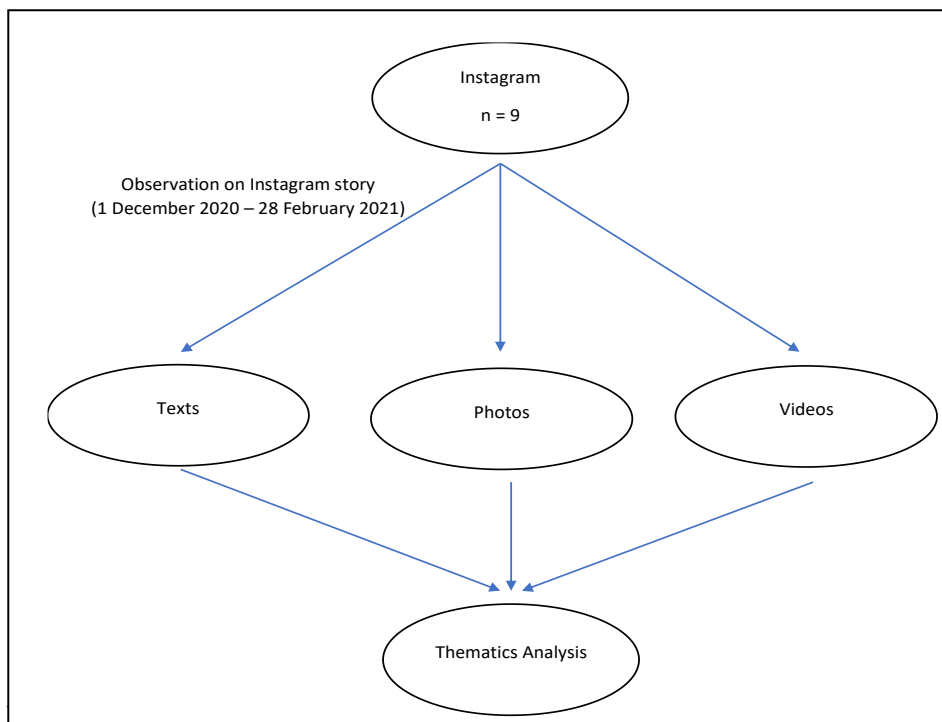 Instagram
n = 9
Observation on Instagram story
(1 December 2020 – 28 February 2021)
Texts
Photos
Videos
Thematics Analysis